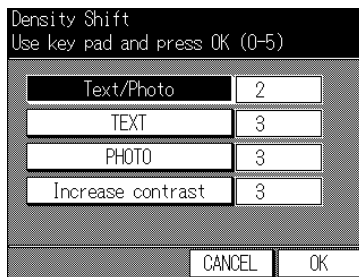 Density Shift
Use key pad and press OK (0-5)
Text/Photo 2
TEXT 3
PHOTO 3
Increase contrast 3
CANCEL OK